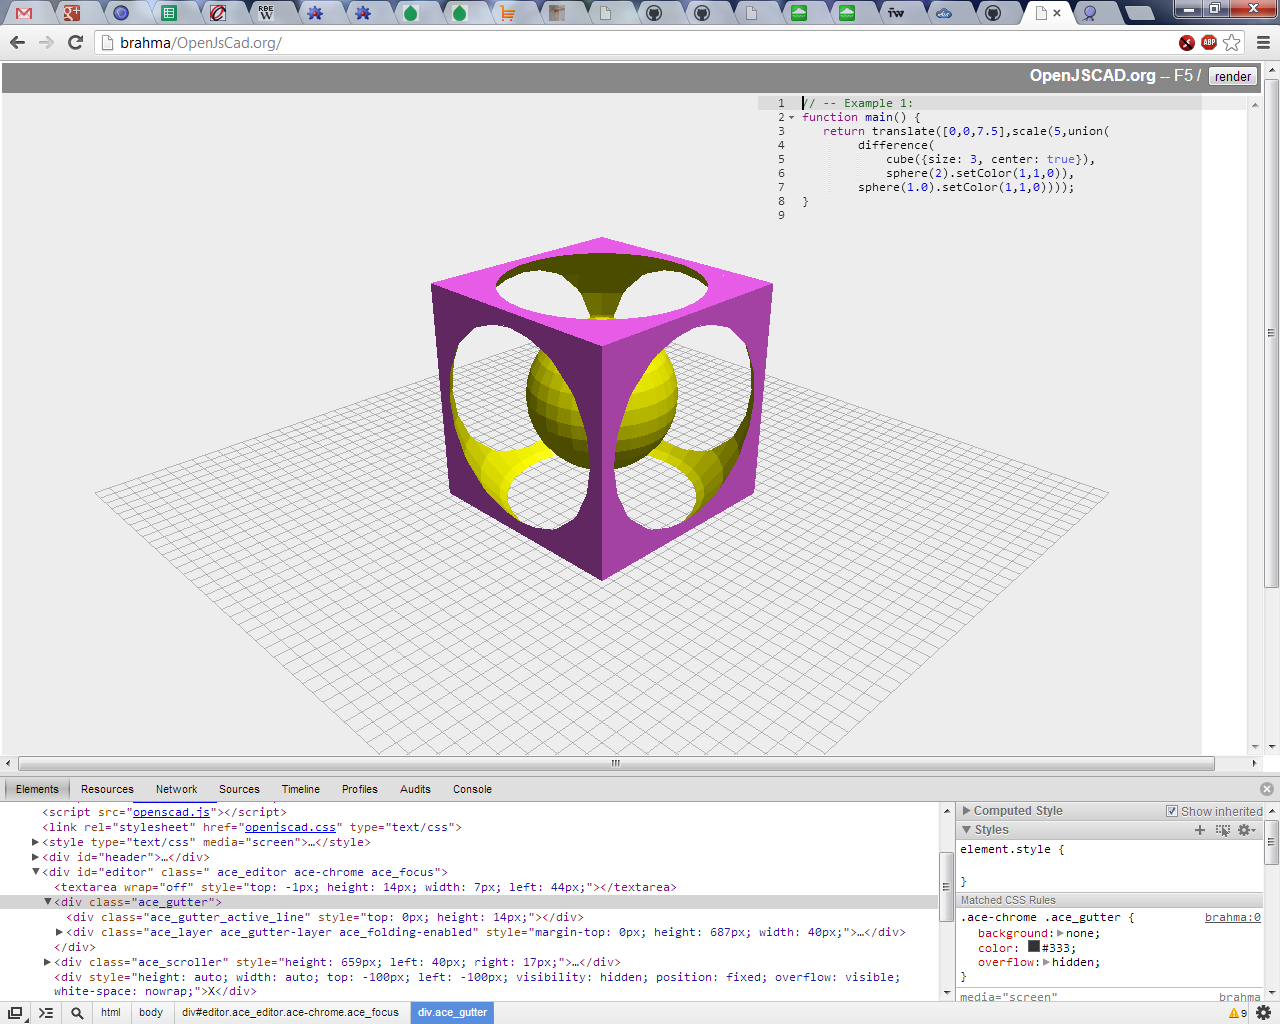 g+
RBE
W
TW
brahma/OpenJsCad.org/
ABP
OpenJSCAD.org -- F5 / render
1 // -- Example 1:
2 function main() {
3 return translate([0,0,7.5],scale(5,union(
4 difference(
5 cube({size: 3, center: true}),
6 sphere(2).setColor(1,1,0)),
7 sphere(1.0).setColor(1,1,0))));
8 }
9
Elements Resources Network Sources Timeline Profiles Audits Console
<script src="openscad.js"></script>
<link rel="stylesheet" href="openjscad.css" type="text/css">
<style type="text/css" media="screen">…</style>
<div id="header">…</div>
<div id="editor" class=" ace_editor ace-chrome ace_focus">
<textarea wrap="off" style="top: -1px; height: 14px; width: 7px; left: 44px;"></textarea>
<div class="ace_gutter">
<div class="ace_gutter_active_line" style="top: 0px; height: 14px;"></div>
<div class="ace_layer ace_gutter-layer ace_folding-enabled" style="margin-top: 0px; height: 687px; width: 40px;">…</div>
</div>
<div class="ace_scroller" style="height: 659px; left: 40px; right: 17px;">…</div>
<div style="height: auto; width: auto; top: -100px; left: -100px; visibility: hidden; position: fixed; overflow: visible;
white-space: nowrap;">X</div>
Computed Style Show inherited
Styles
element.style {
}
Matched CSS Rules
.ace-chrome .ace_gutter { brahma:0
background: none;
color: #333;
overflow: hidden;
}
media="screen" brahma
html body div#editor.ace_editor.ace-chrome.ace_focus div.ace_gutter 9